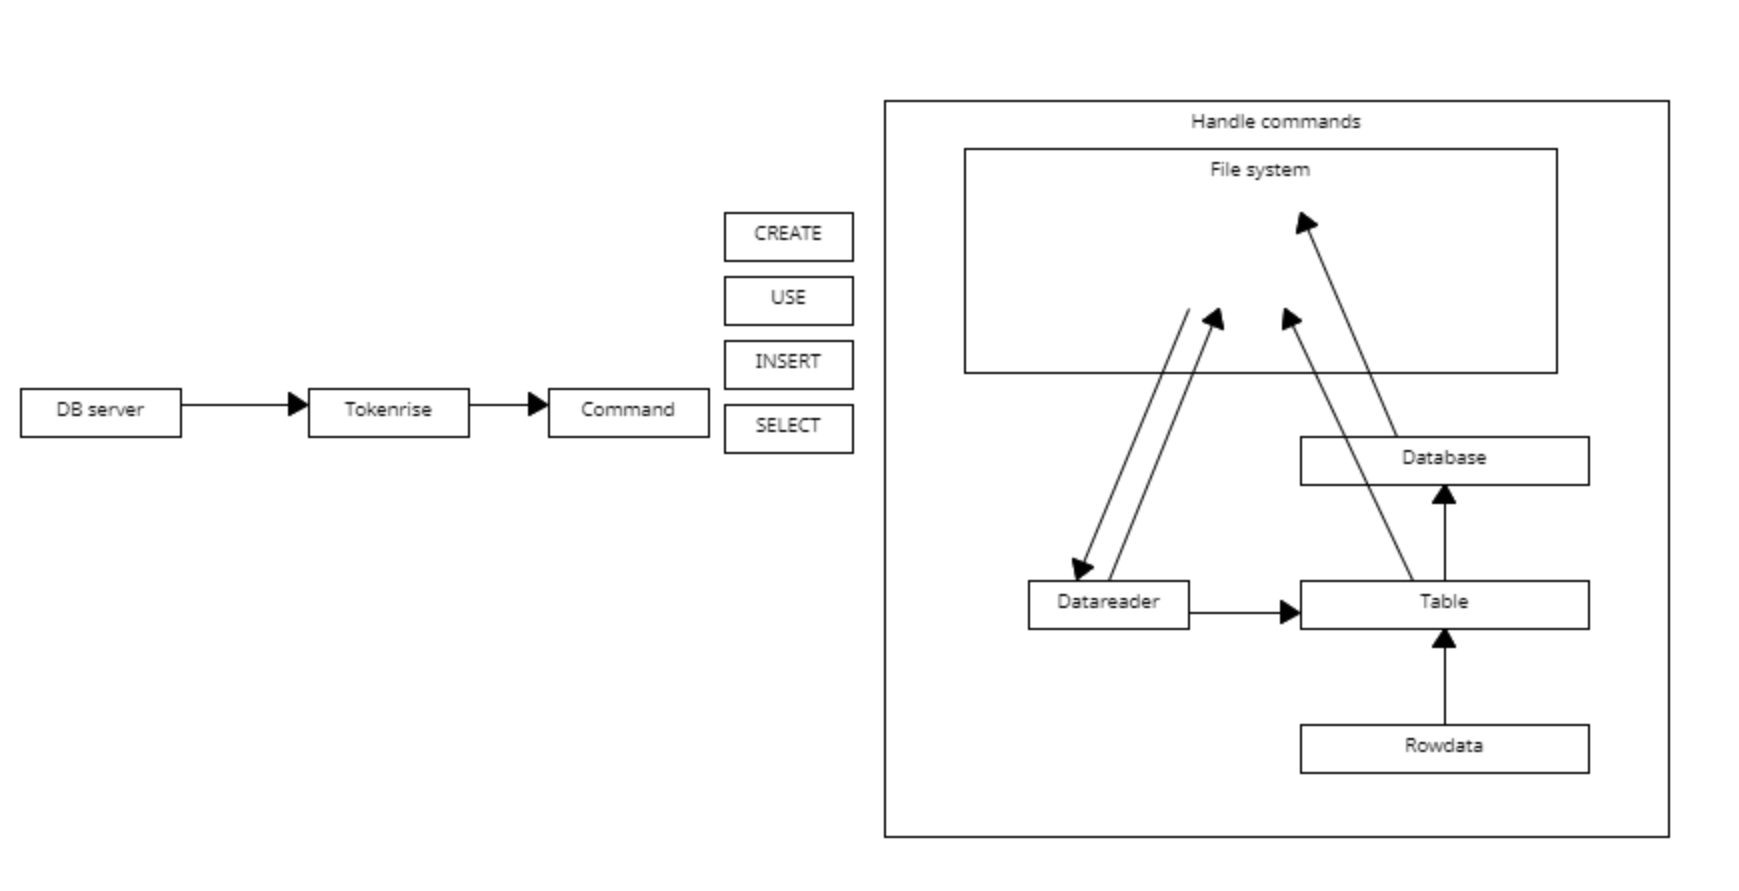 Handle commands
File system
CREATE
USE
INSERT
SELECT
DB server
Tokenrise
Command
Database
Datareader
Table
Rowdata